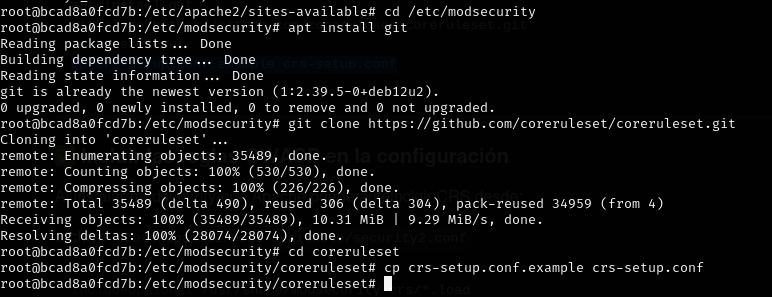 root@bcad8a0fcd7b:/etc/apache2/sites-available# cd /etc/modsecurity
root@bcad8a0fcd7b:/etc/modsecurity# apt install git
Reading package lists... Done
Building dependency tree... Done
Reading state information... Done
git is already the newest version (1:2.39.5-0+deb12u2).
0 upgraded, 0 newly installed, 0 to remove and 0 not upgraded.
root@bcad8a0fcd7b:/etc/modsecurity# git clone https://github.com/coreruleset/coreruleset.git
Cloning into 'coreruleset'...
remote: Enumerating objects: 35489, done.
remote: Counting objects: 100% (530/530), done.
remote: Compressing objects: 100% (226/226), done.
remote: Total 35489 (delta 490), reused 306 (delta 304), pack-reused 34959 (from 4)
Receiving objects: 100% (35489/35489), 10.31 MiB | 9.29 MiB/s, done.
Resolving deltas: 100% (28074/28074), done.
root@bcad8a0fcd7b:/etc/modsecurity# cd coreruleset
root@bcad8a0fcd7b:/etc/modsecurity/coreruleset# cp crs-setup.conf.example crs-setup.conf
root@bcad8a0fcd7b:/etc/modsecurity/coreruleset#